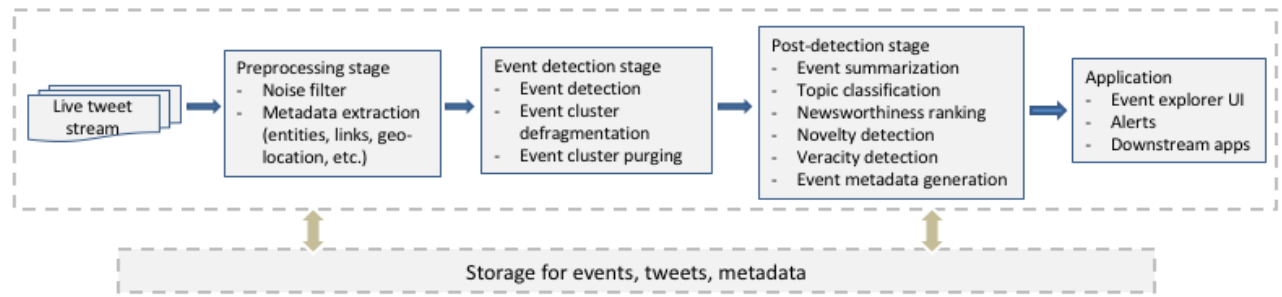 Live tweet
stream
Preprocessing stage
- Noise filter
- Metadata extraction
(entities, links, geo-
location, etc.)
Event detection stage
- Event detection
- Event cluster
defragmentation
- Event cluster purging
Post-detection stage
- Event summarization
- Topic classification
- Newsworthiness ranking
- Novelty detection
- Veracity detection
- Event metadata generation
Application
- Event explorer UI
- Alerts
- Downstream apps
Storage for events, tweets, metadata